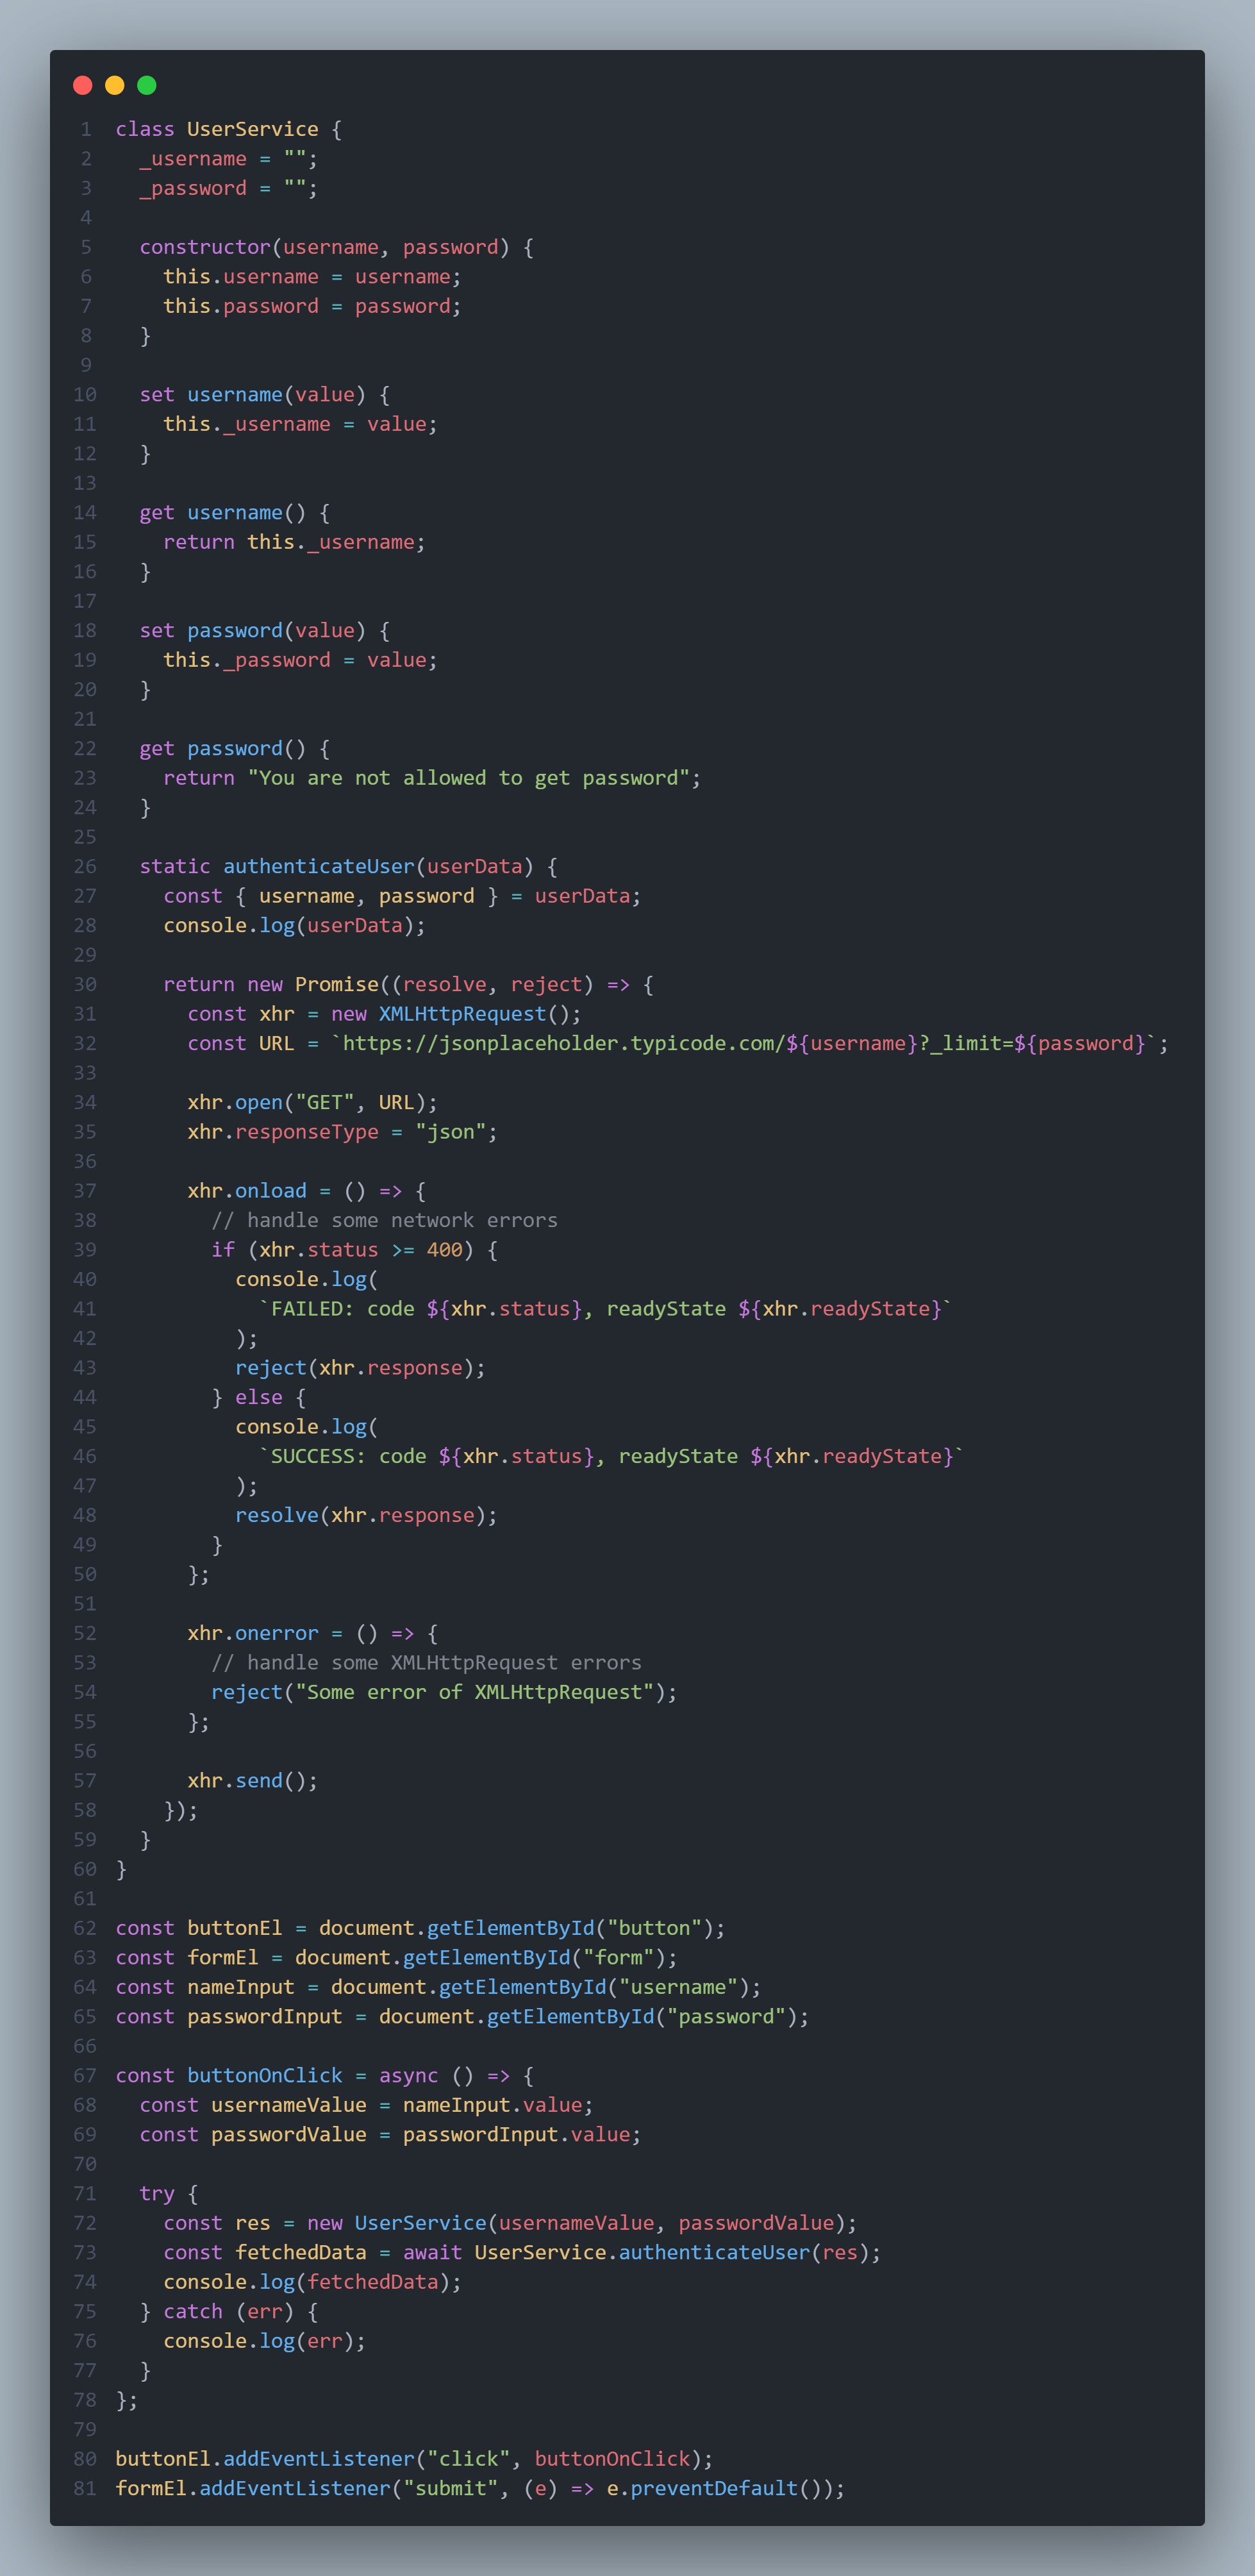 1 class UserService {
2   _username = "";
3   _password = "";
4
5   constructor(username, password) {
6     this.username = username;
7     this.password = password;
8   }
9
10   set username(value) {
11     this._username = value;
12   }
13
14   get username() {
15     return this._username;
16   }
17
18   set password(value) {
19     this._password = value;
20   }
21
22   get password() {
23     return "You are not allowed to get password";
24   }
25
26   static authenticateUser(userData) {
27     const { username, password } = userData;
28     console.log(userData);
29
30     return new Promise((resolve, reject) => {
31       const xhr = new XMLHttpRequest();
32       const URL = `https://jsonplaceholder.typicode.com/${username}?_limit=${password}`;
33
34       xhr.open("GET", URL);
35       xhr.responseType = "json";
36
37       xhr.onload = () => {
38         // handle some network errors
39         if (xhr.status >= 400) {
40           console.log(
41             `FAILED: code ${xhr.status}, readyState ${xhr.readyState}`
42           );
43           reject(xhr.response);
44         } else {
45           console.log(
46             `SUCCESS: code ${xhr.status}, readyState ${xhr.readyState}`
47           );
48           resolve(xhr.response);
49         }
50       };
51
52       xhr.onerror = () => {
53         // handle some XMLHttpRequest errors
54         reject("Some error of XMLHttpRequest");
55       };
56
57       xhr.send();
58     });
59   }
60 }
61
62 const buttonEl = document.getElementById("button");
63 const formEl = document.getElementById("form");
64 const nameInput = document.getElementById("username");
65 const passwordInput = document.getElementById("password");
66
67 const buttonOnClick = async () => {
68   const usernameValue = nameInput.value;
69   const passwordValue = passwordInput.value;
70
71   try {
72     const res = new UserService(usernameValue, passwordValue);
73     const fetchedData = await UserService.authenticateUser(res);
74     console.log(fetchedData);
75   } catch (err) {
76     console.log(err);
77   }
78 };
79
80 buttonEl.addEventListener("click", buttonOnClick);
81 formEl.addEventListener("submit", (e) => e.preventDefault());